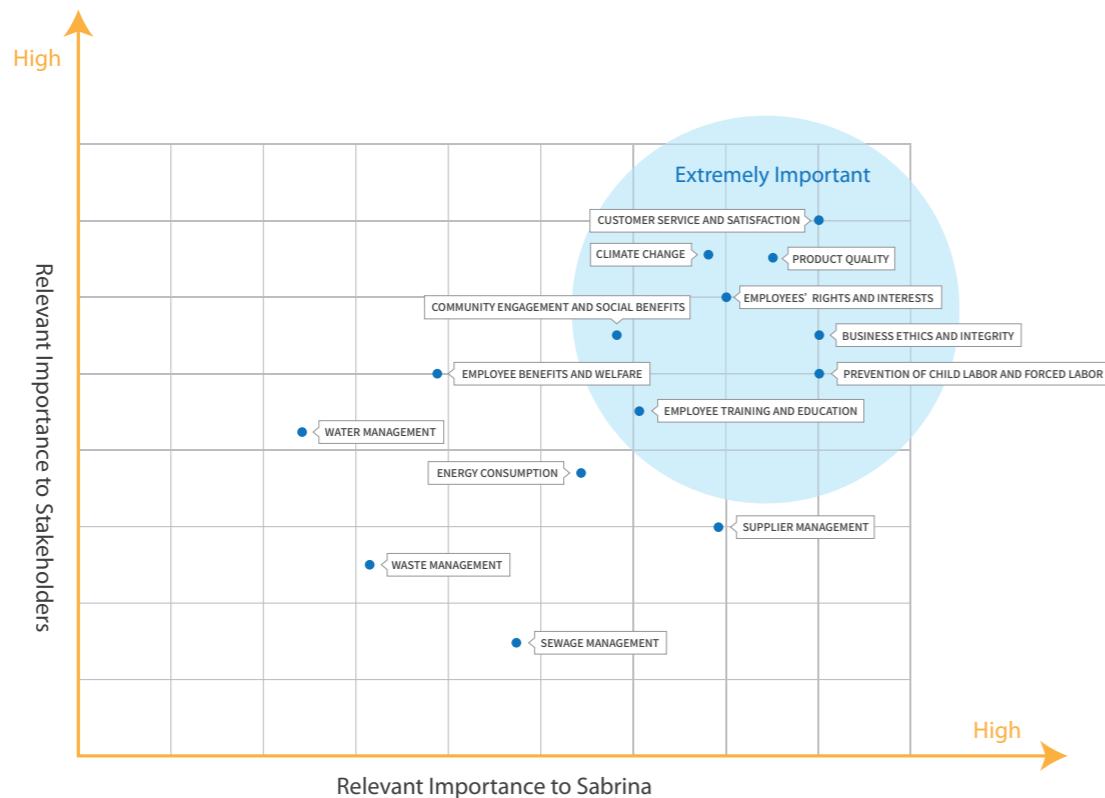 High
Extremely Important
CUSTOMER SERVICE AND SATISFACTION
CLIMATE CHANGE
PRODUCT QUALITY
EMPLOYEES' RIGHTS AND INTERESTS
COMMUNITY ENGAGEMENT AND SOCIAL BENEFITS
BUSINESS ETHICS AND INTEGRITY
EMPLOYEE BENEFITS AND WELFARE
PREVENTION OF CHILD LABOR AND FORCED LABOR
EMPLOYEE TRAINING AND EDUCATION
WATER MANAGEMENT
ENERGY CONSUMPTION
SUPPLIER MANAGEMENT
WASTE MANAGEMENT
SEWAGE MANAGEMENT
Relevant Importance to Stakeholders
High
Relevant Importance to Sabrina